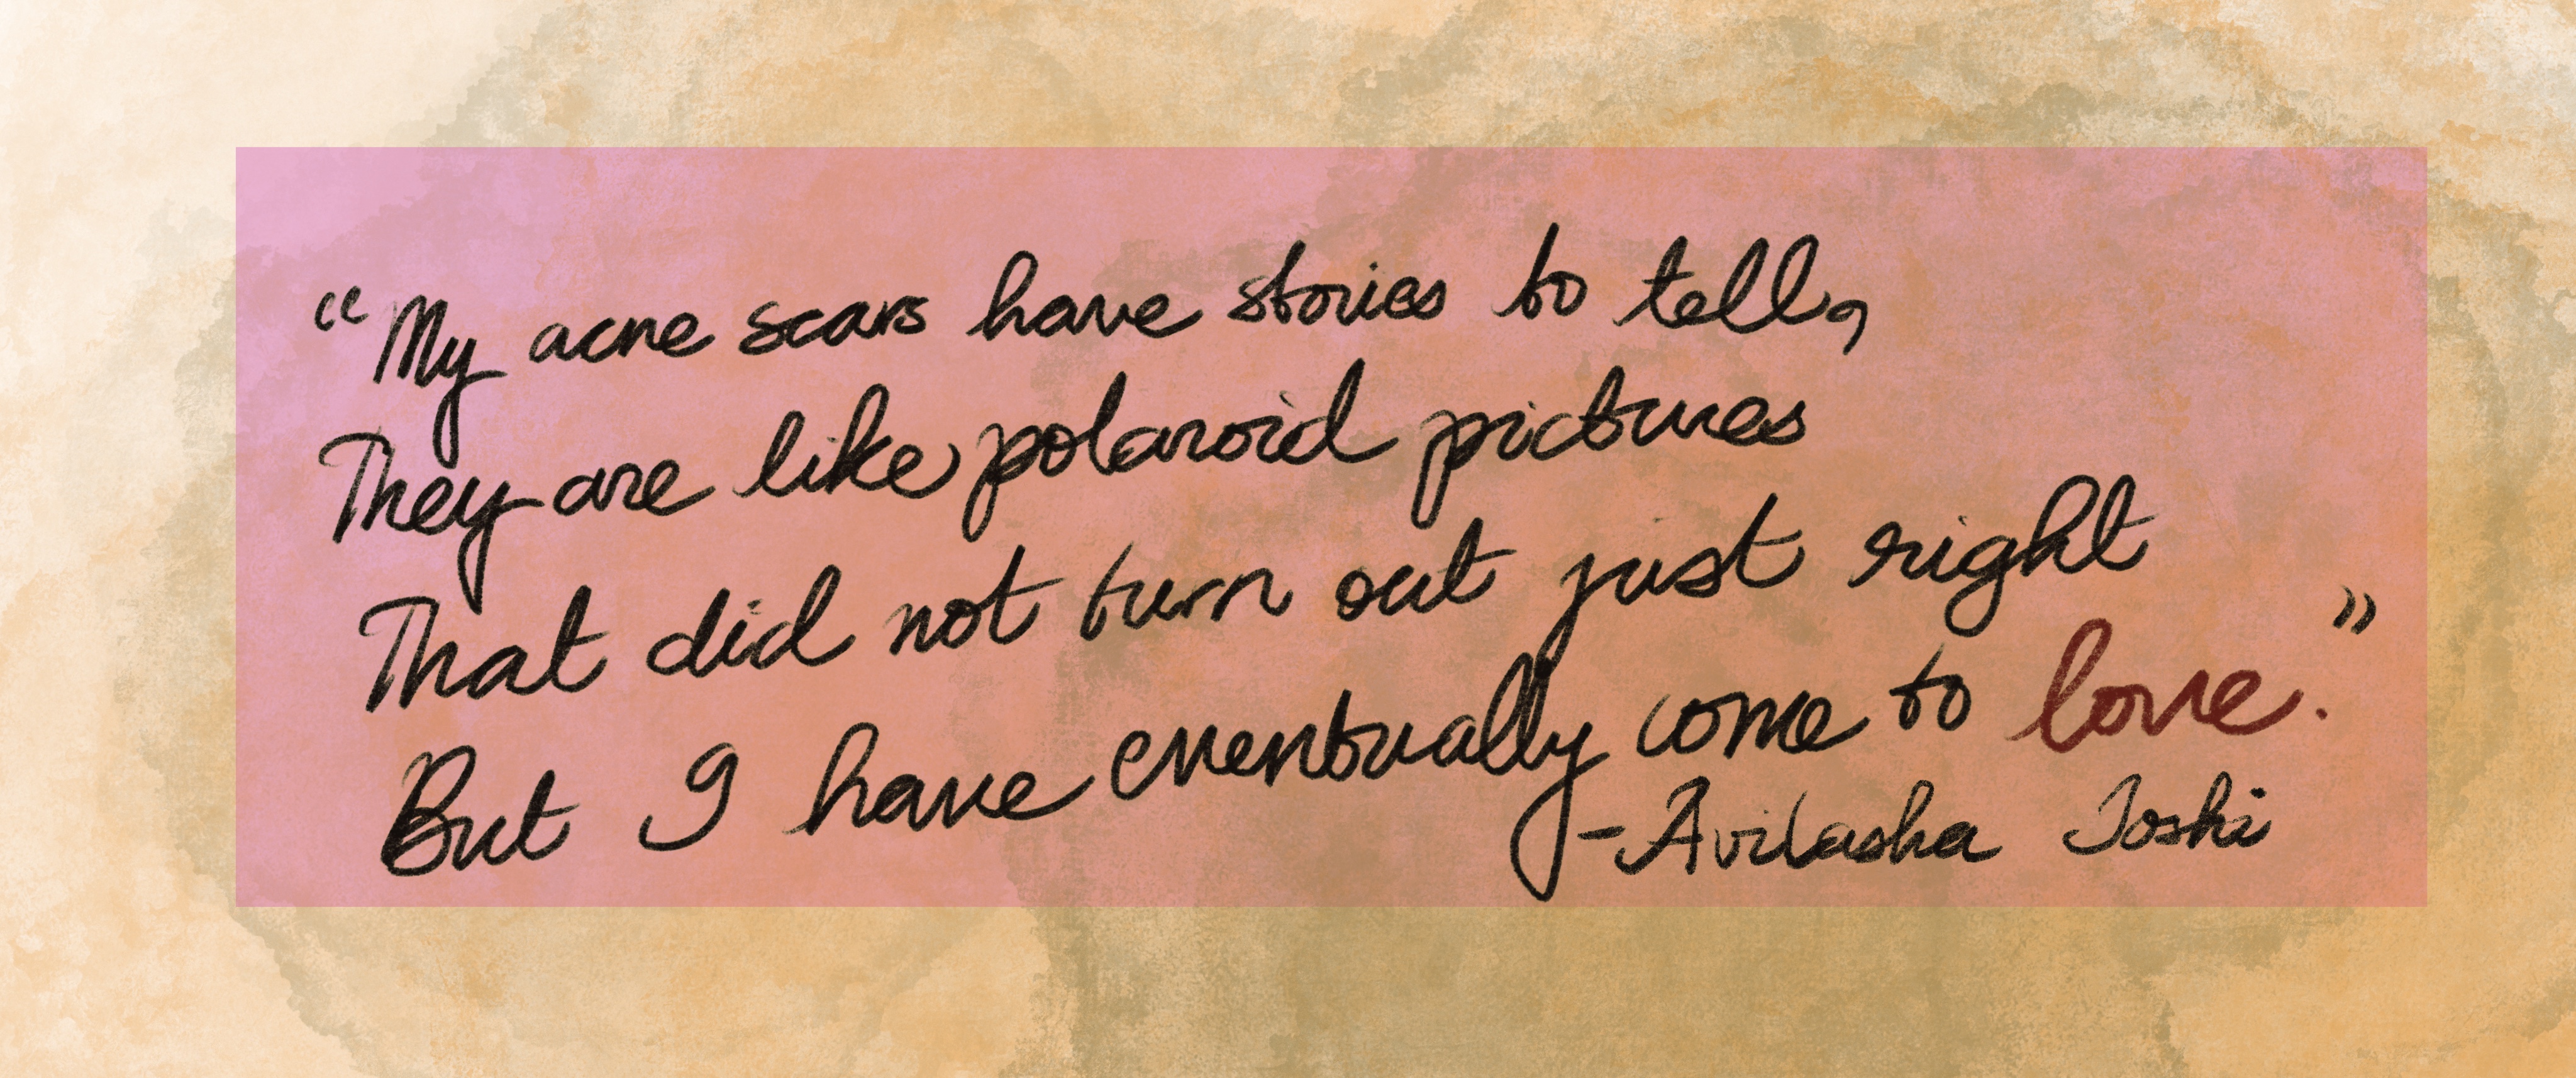 “My acne scars have stories to tell,
They are like polaroid pictures
That did not turn out just right
But I have eventually come to love.”
-Avilasha Joshi